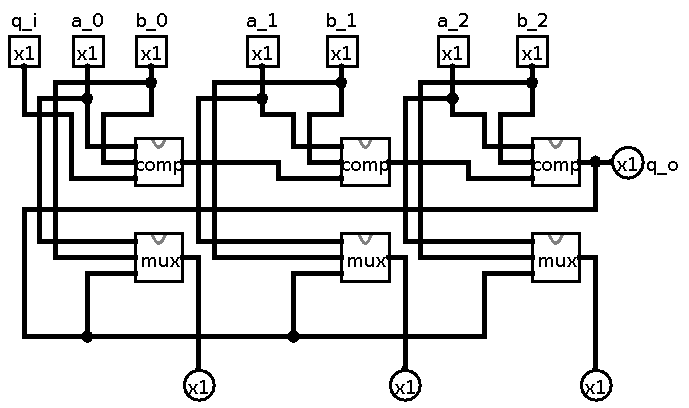 q_i a_0 b_0 a_1 b_1 a_2 b_2
x1 x1 x1 x1 x1 x1 x1
comp comp comp x1 q_o
mux mux mux
x1 x1 x1